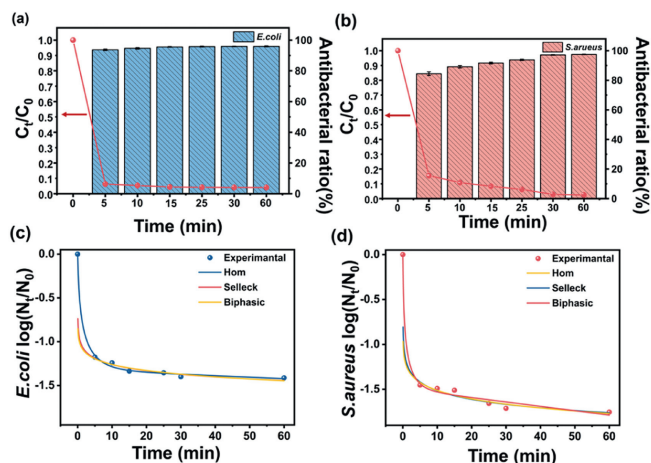 (a)
E.coli
1.0
0.9
0.8
0.7
0.6
0.5
0.4
0.3
0.2
0.1
0.0
Ct/C0
100
80
60
40
20
0
Antibacterial ratio(%)
0 5 10 15 25 30 60
Time (min)
(b)
S.arueus
1.0
0.9
0.8
0.7
0.6
0.5
0.4
0.3
0.2
0.1
0.0
Ct/C0
100
80
60
40
20
0
Antibacterial ratio(%)
0 5 10 15 25 30 60
Time (min)
(c)
Experimantal
Hom
Selleck
Biphasic
0.0
-0.5
-1.0
-1.5
E.coli log(Nt/N0)
0 10 20 30 40 50 60
Time (min)
(d)
Experimantal
Hom
Selleck
Biphasic
0.0
-0.5
-1.0
-1.5
-2.0
S.aureus log(Nt/N0)
0 10 20 30 40 50 60
Time (min)